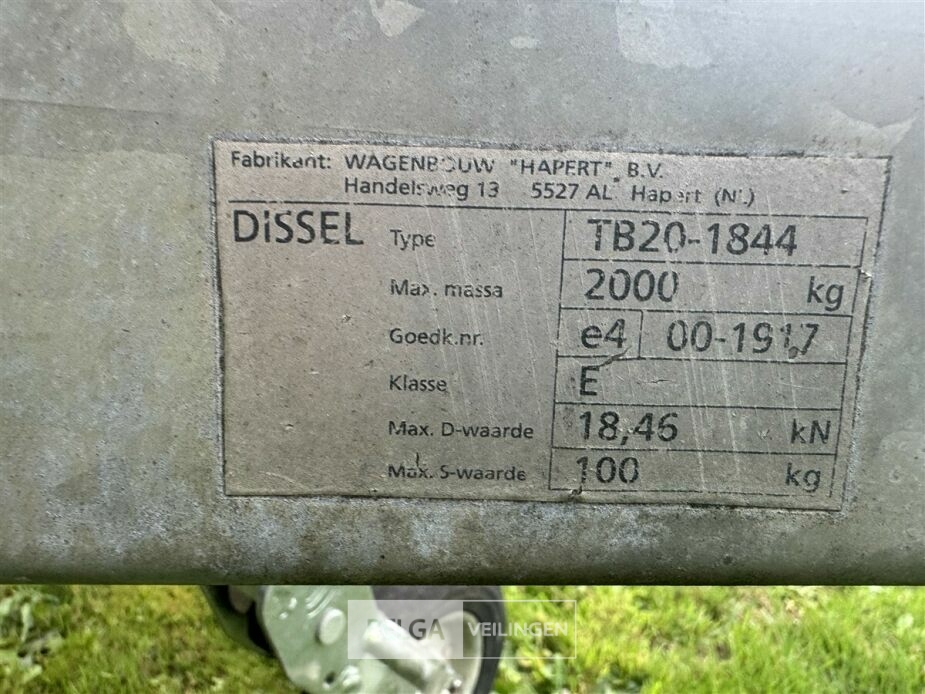 Fabrikant: WAGENBOUW "HAPERT", B.V.
Handelsweg 13 5527 AL Hapert (NL)
DiSSEL Type TB20-1844
Max. massa 2000 kg
Goedk.nr. e4 00-1917
Klasse E
Max. D-waarde 18,46 kN
Max. S-waarde 100 kg
BELGA VEILINGEN